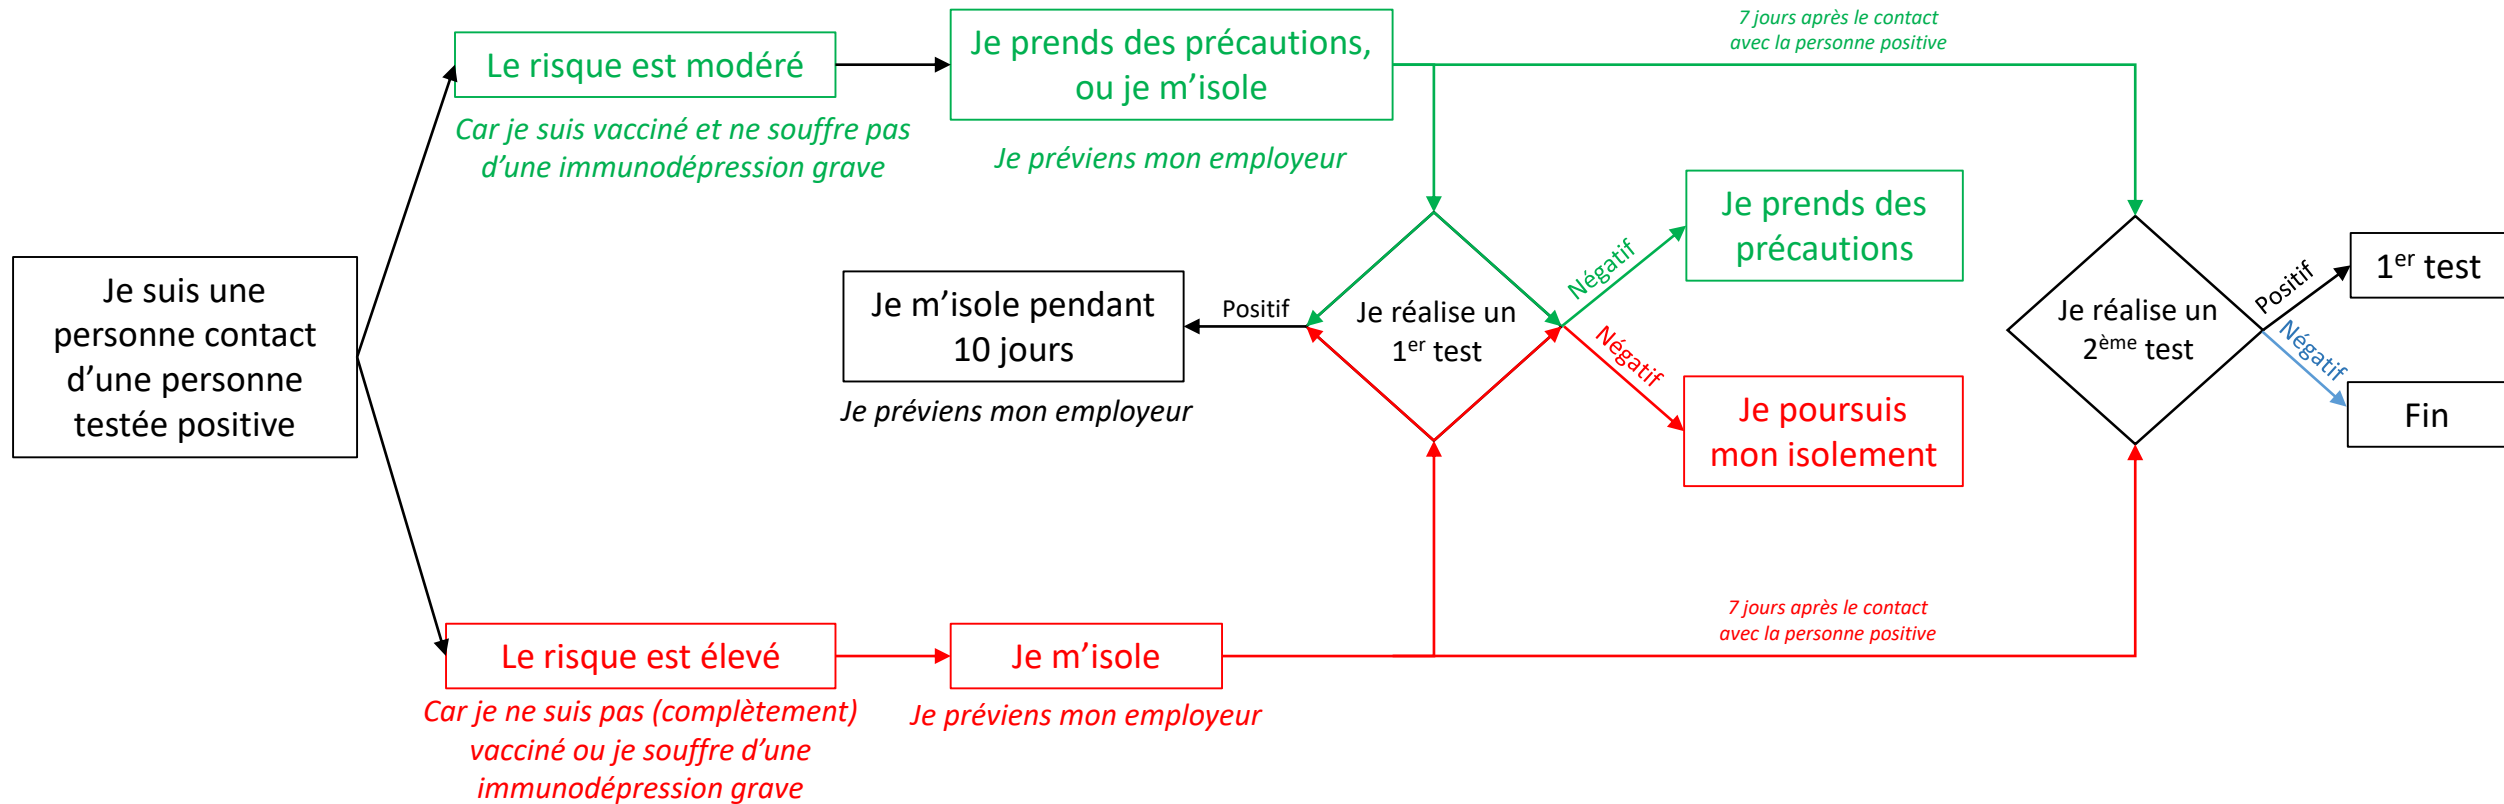 Je suis une
personne contact
d’une personne
testée positive
Le risque est modéré
Car je suis vacciné et ne souffre pas
d’une immunodépression grave
Je prends des précautions,
ou je m’isole
Je préviens mon employeur
7 jours après le contact
avec la personne positive
Je m’isole pendant
10 jours
Je préviens mon employeur
Positif
Je réalise un
1er test
Négatif
Je prends des
précautions
Négatif
Je poursuis
mon isolement
Je réalise un
2ème test
Positif
1er test
Négatif
Fin
Le risque est élevé
Car je ne suis pas (complètement)
vacciné ou je souffre d’une
immunodépression grave
Je m’isole
Je préviens mon employeur
7 jours après le contact
avec la personne positive